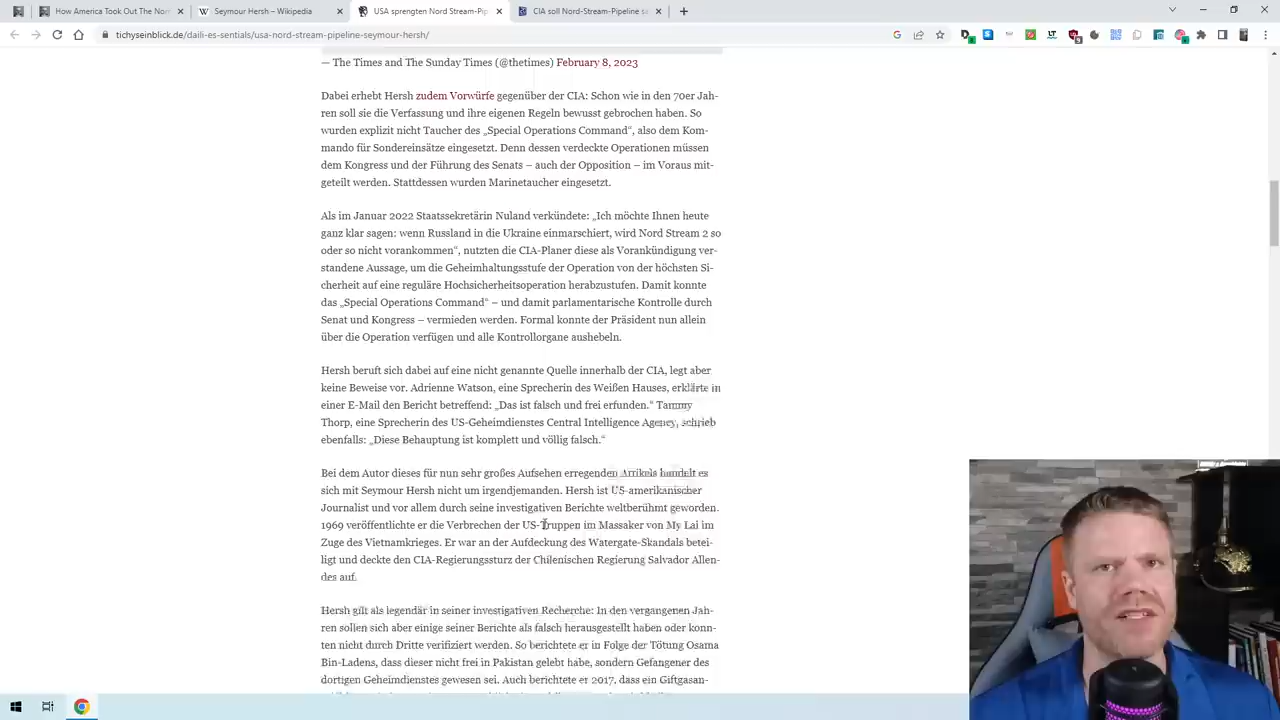 How America Took Out The Nor
Seymour Hersh – Wikipedia
USA sprengten Nord Stream-Pip
CIA soll Nord-Stream-Pipeline sa
tichyseinblick.de/daili-es-sentials/usa-nord-stream-pipeline-seymour-hersh/
— The Times and The Sunday Times (@thetimes) February 8, 2023
Dabei erhebt Hersh zudem Vorwürfe gegenüber der CIA: Schon wie in den 70er Jah-
ren soll sie die Verfassung und ihre eigenen Regeln bewusst gebrochen haben. So
wurden explizit nicht Taucher des „Special Operations Command“, also dem Kom-
mando für Sondereinsätze eingesetzt. Denn dessen verdeckte Operationen müssen
dem Kongress und der Führung des Senats – auch der Opposition – im Voraus mit-
geteilt werden. Stattdessen wurden Marinetaucher eingesetzt.
Als im Januar 2022 Staatssekretärin Nuland verkündete: „Ich möchte Ihnen heute
ganz klar sagen: wenn Russland in die Ukraine einmarschiert, wird Nord Stream 2 so
oder so nicht vorankommen“, nutzten die CIA-Planer diese als Vorankündigung ver-
standene Aussage, um die Geheimhaltungsstufe der Operation von der höchsten Si-
cherheit auf eine reguläre Hochsicherheitsoperation herabzustufen. Damit konnte
das „Special Operations Command“ – und damit parlamentarische Kontrolle durch
Senat und Kongress – vermieden werden. Formal konnte der Präsident nun allein
über die Operation verfügen und alle Kontrollorgane aushebeln.
Hersh beruft sich dabei auf eine nicht genannte Quelle innerhalb der CIA, legt aber
keine Beweise vor. Adrienne Watson, eine Sprecherin des Weißen Hauses, erklärte in
einer E-Mail den Bericht betreffend: „Das ist falsch und frei erfunden.“ Tammy
Thorp, eine Sprecherin des US-Geheimdienstes Central Intelligence Agency, schrieb
ebenfalls: „Diese Behauptung ist komplett und völlig falsch.“
Bei dem Autor dieses für nun sehr großes Aufsehen erregenden Artikels handelt es
sich mit Seymour Hersh nicht um irgendjemanden. Hersh ist US-amerikanischer
Journalist und vor allem durch seine investigativen Berichte weltberühmt geworden.
1969 veröffentlichte er die Verbrechen der US-Truppen im Massaker von My Lai im
Zuge des Vietnamkrieges. Er war an der Aufdeckung des Watergate-Skandals betei-
ligt und deckte den CIA-Regierungssturz der Chilenischen Regierung Salvador Allen-
des auf.
Hersh gilt als legendär in seiner investigativen Recherche: In den vergangenen Jah-
ren sollen sich aber einige seiner Berichte als falsch herausgestellt haben oder konn-
ten nicht durch Dritte verifiziert werden. So berichtete er in Folge der Tötung Osama
Bin-Ladens, dass dieser nicht frei in Pakistan gelebt habe, sondern Gefangener des
dortigen Geheimdienstes gewesen sei. Auch berichtete er 2017, dass ein Giftgasan-